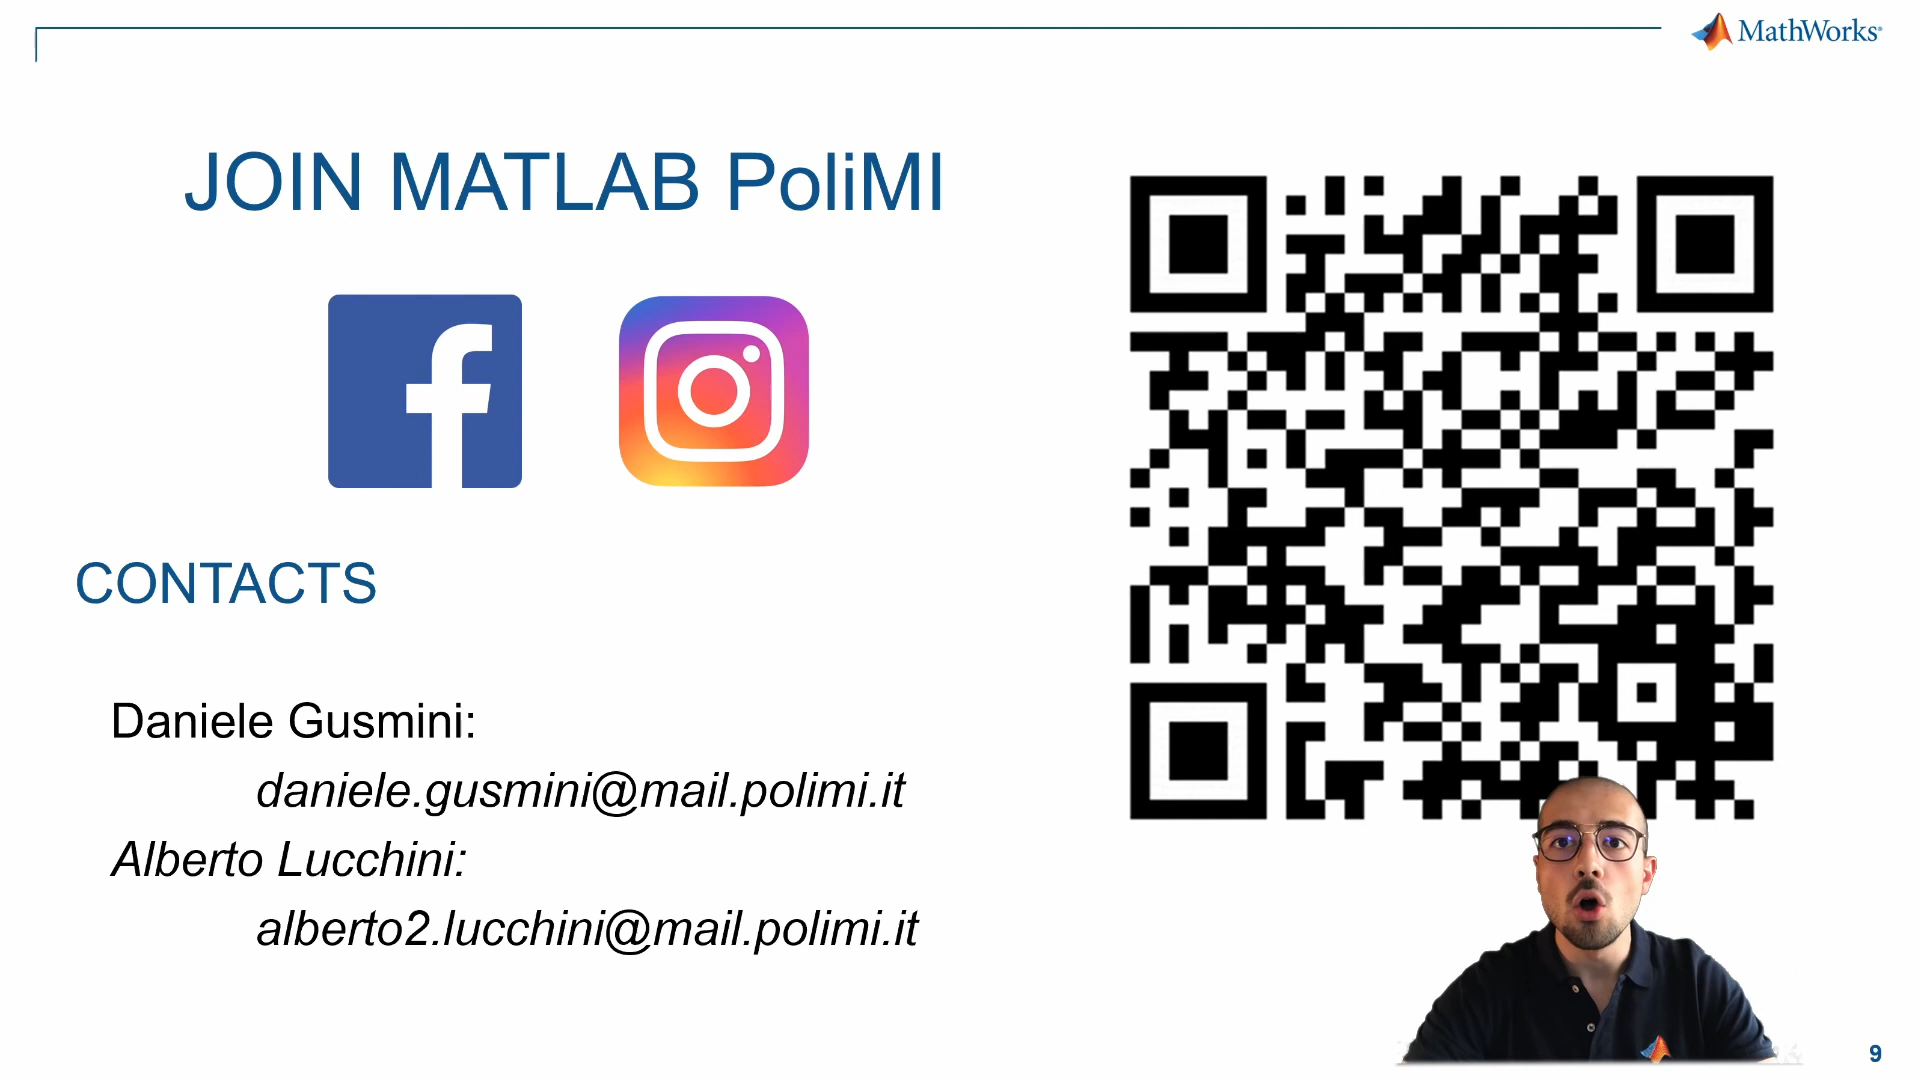 MathWorks®
JOIN MATLAB PoliMI
CONTACTS
Daniele Gusmini:
daniele.gusmini@mail.polimi.it
Alberto Lucchini:
alberto2.lucchini@mail.polimi.it
9